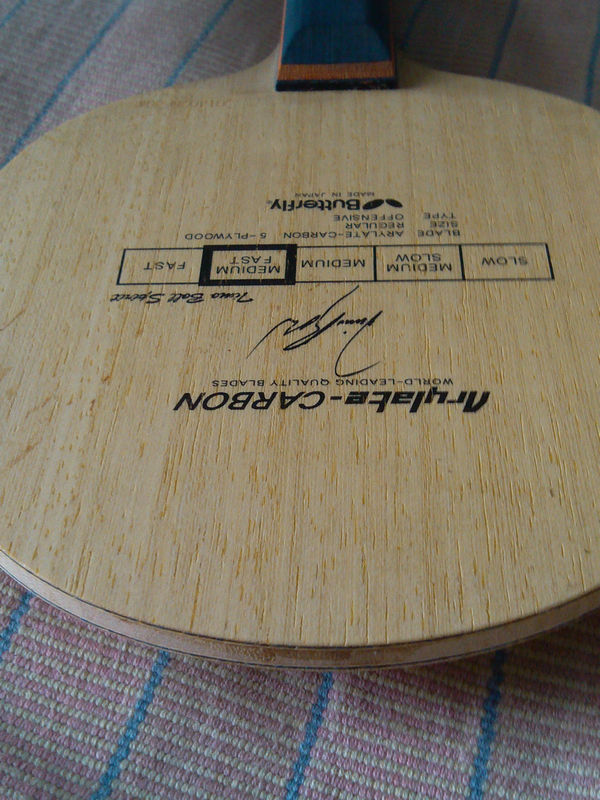 Arylate-CARBON
WORLD-LEADING QUALITY BLADES
Timo Boll Spirit
SLOW MEDIUM SLOW MEDIUM MEDIUM FAST FAST
BLADE ARYLATE-CARBON 5-PLYWOOD
SIZE REGULAR
TYPE OFFENSIVE
Butterfly
MADE IN JAPAN